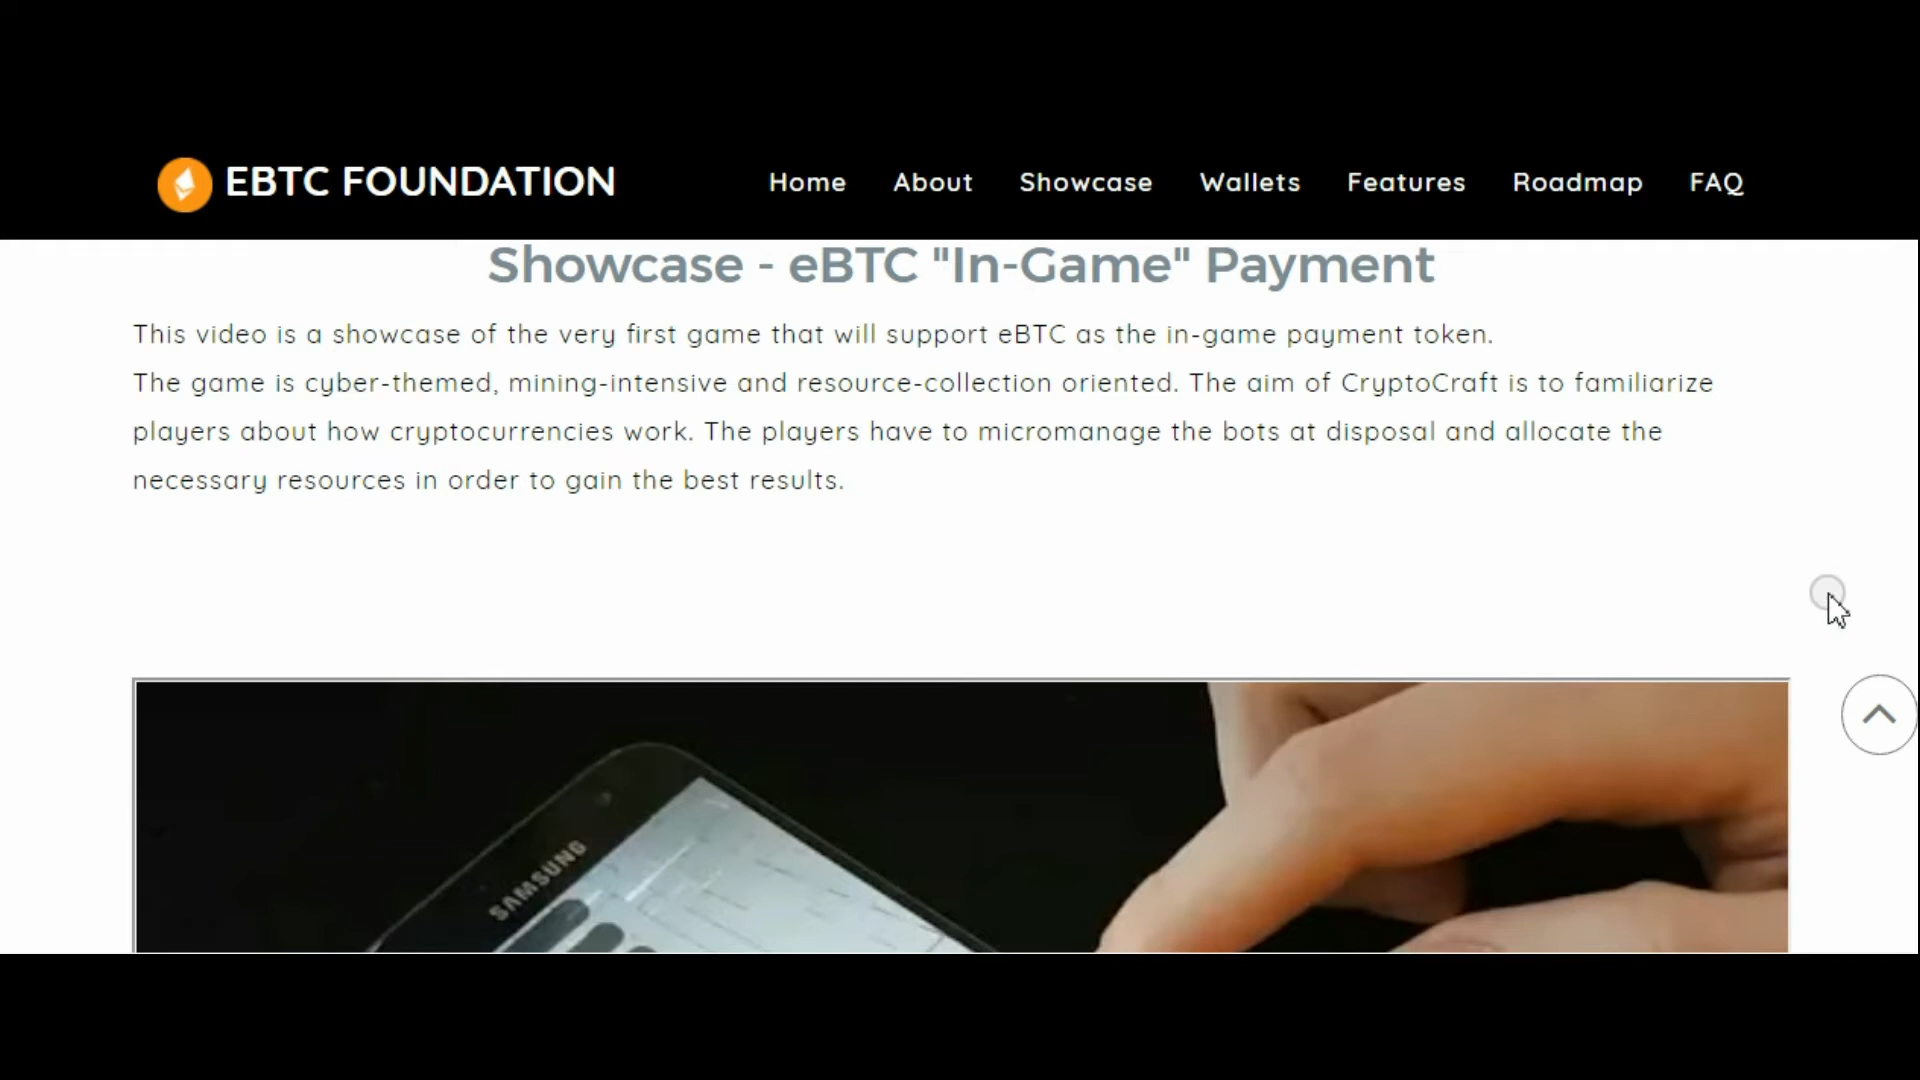 EBTC FOUNDATION
Home About Showcase Wallets Features Roadmap FAQ
Showcase - eBTC "In-Game" Payment
This video is a showcase of the very first game that will support eBTC as the in-game payment token.
The game is cyber-themed, mining-intensive and resource-collection oriented. The aim of CryptoCraft is to familiarize
players about how cryptocurrencies work. The players have to micromanage the bots at disposal and allocate the
necessary resources in order to gain the best results.
SAMSUNG